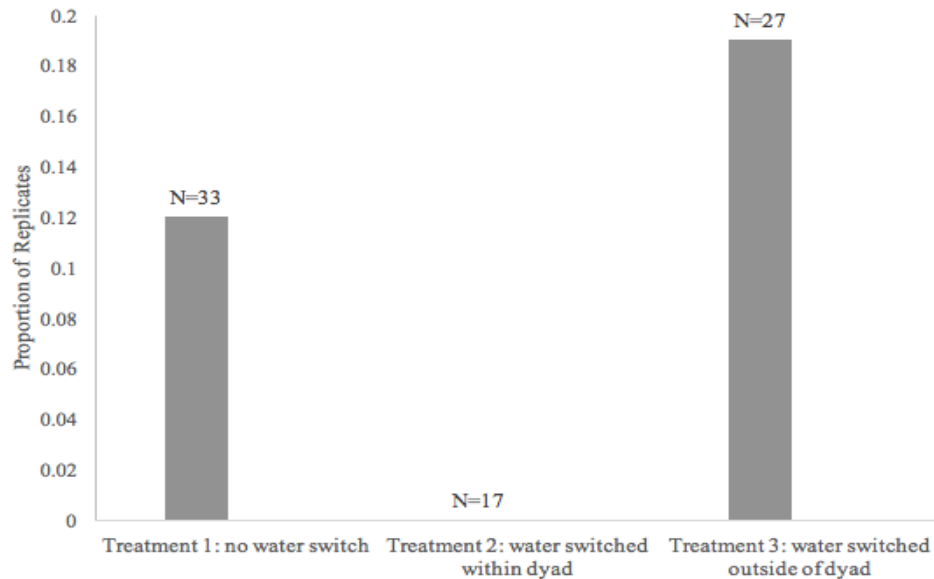 0.2
0.18
0.16
0.14
0.12
0.1
0.08
0.06
0.04
0.02
0
Proportion of Replicates
N=33
N=17
N=27
Treatment 1: no water switch
Treatment 2: water switched
within dyad
Treatment 3: water switched
outside of dyad